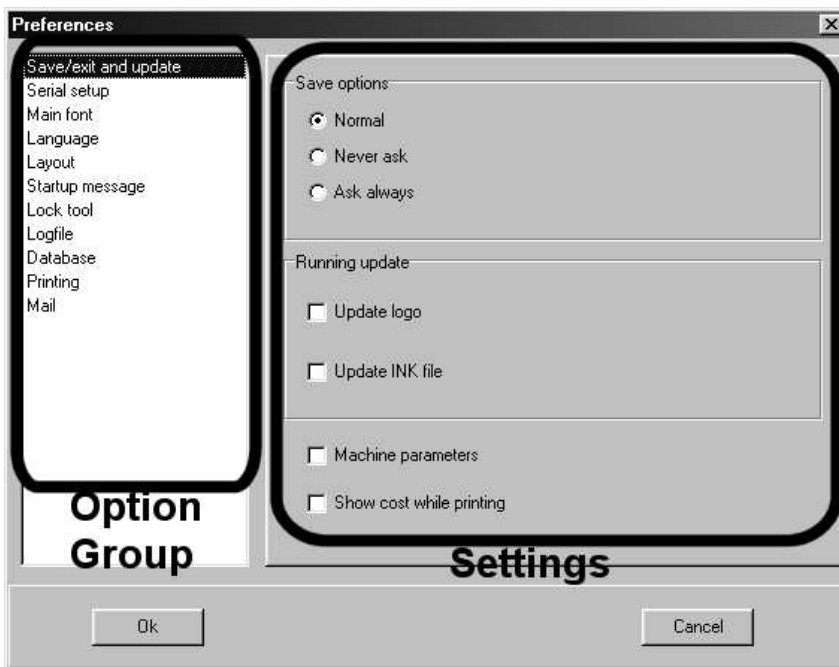 Preferences
Save/exit and update
Serial setup
Main font
Language
Layout
Startup message
Lock tool
Logfile
Database
Printing
Mail
Option
Group
Save options
Normal
Never ask
Ask always
Running update
Update logo
Update INK file
Machine parameters
Show cost while printing
Settings
Ok
Cancel